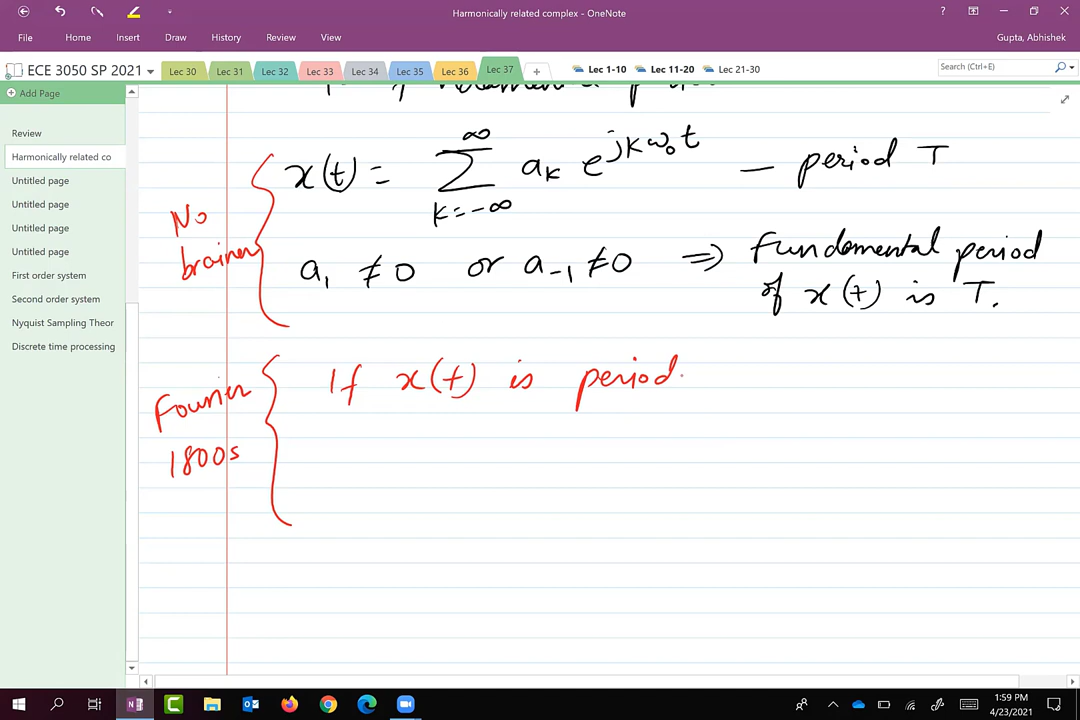 Harmonically related complex - OneNote
Gupta, Abhishek
File Home Insert Draw History Review View
ECE 3050 SP 2021 Lec 30 Lec 31 Lec 32 Lec 33 Lec 34 Lec 35 Lec 36 Lec 37 Lec 1-10 Lec 11-20 Lec 21-30 Search (Ctrl+E)
Add Page
Review
Harmonically related co
Untitled page
Untitled page
Untitled page
Untitled page
First order system
Second order system
Nyquist Sampling Theor
Discrete time processing
x(t) = ∑_{k=-∞}^{∞} a_k e^{jkω₀t} — period T
No brainer
a₁ ≠ 0 or a₋₁ ≠ 0 ⇒ Fundamental period
of x(t) is T.
Fourier
1800s
If x(t) is period
1:59 PM
4/23/2021